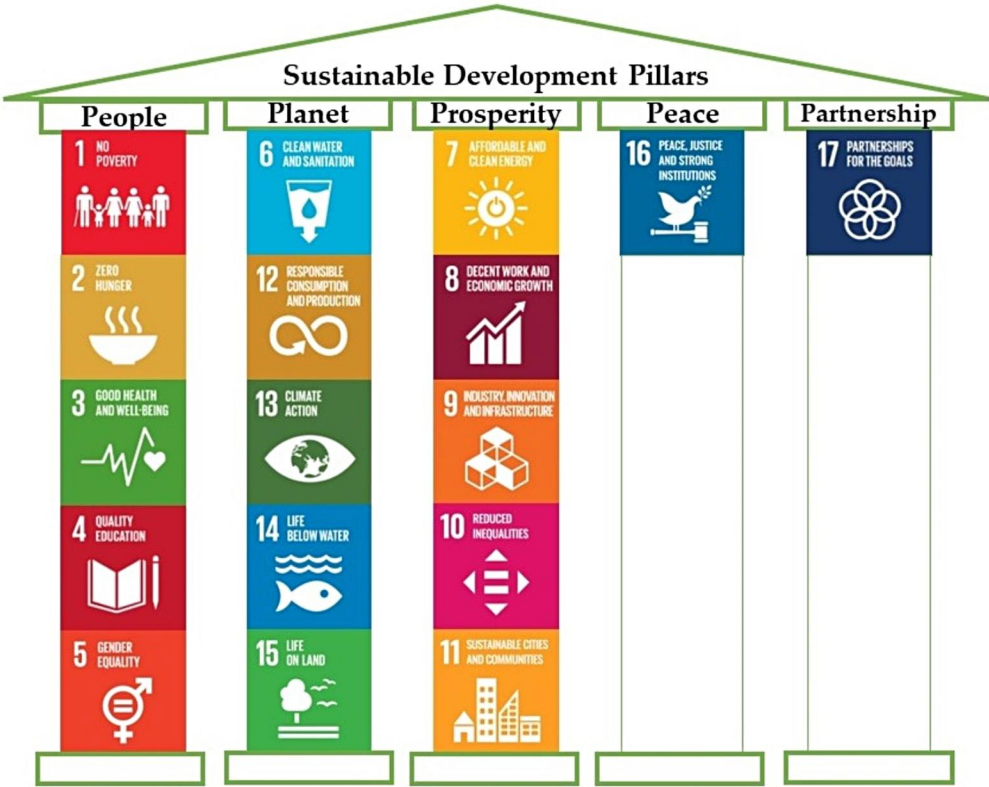 Sustainable Development Pillars
People
Planet
Prosperity
Peace
Partnership
1 NO
POVERTY
2 ZERO
HUNGER
3 GOOD HEALTH
AND WELL-BEING
4 QUALITY
EDUCATION
5 GENDER
EQUALITY
6 CLEAN WATER
AND SANITATION
12 RESPONSIBLE
CONSUMPTION
AND PRODUCTION
13 CLIMATE
ACTION
14 LIFE
BELOW WATER
15 LIFE
ON LAND
7 AFFORDABLE AND
CLEAN ENERGY
8 DECENT WORK AND
ECONOMIC GROWTH
9 INDUSTRY, INNOVATION
AND INFRASTRUCTURE
10 REDUCED
INEQUALITIES
11 SUSTAINABLE CITIES
AND COMMUNITIES
16 PEACE, JUSTICE
AND STRONG
INSTITUTIONS
17 PARTNERSHIPS
FOR THE GOALS